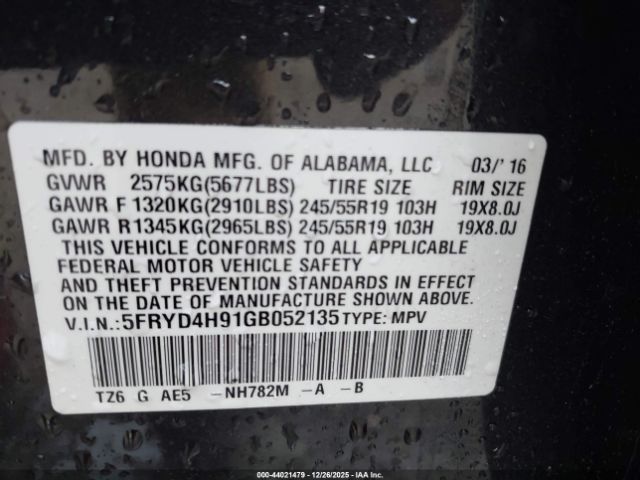 MFD. BY HONDA MFG. OF ALABAMA, LLC 03/'16
GVWR 2575KG(5677LBS) TIRE SIZE RIM SIZE
GAWR F 1320KG(2910LBS) 245/55R19 103H 19X8.0J
GAWR R1345KG(2965LBS) 245/55R19 103H 19X8.0J
THIS VEHICLE CONFORMS TO ALL APPLICABLE
FEDERAL MOTOR VEHICLE SAFETY
AND THEFT PREVENTION STANDARDS IN EFFECT
ON THE DATE OF MANUFACTURE SHOWN ABOVE.
V.I.N.:5FRYD4H91GB052135TYPE: MPV
TZ6 G AE5 -NH782M -A -B
000-44021479 - 12/26/2025 - IAA Inc.